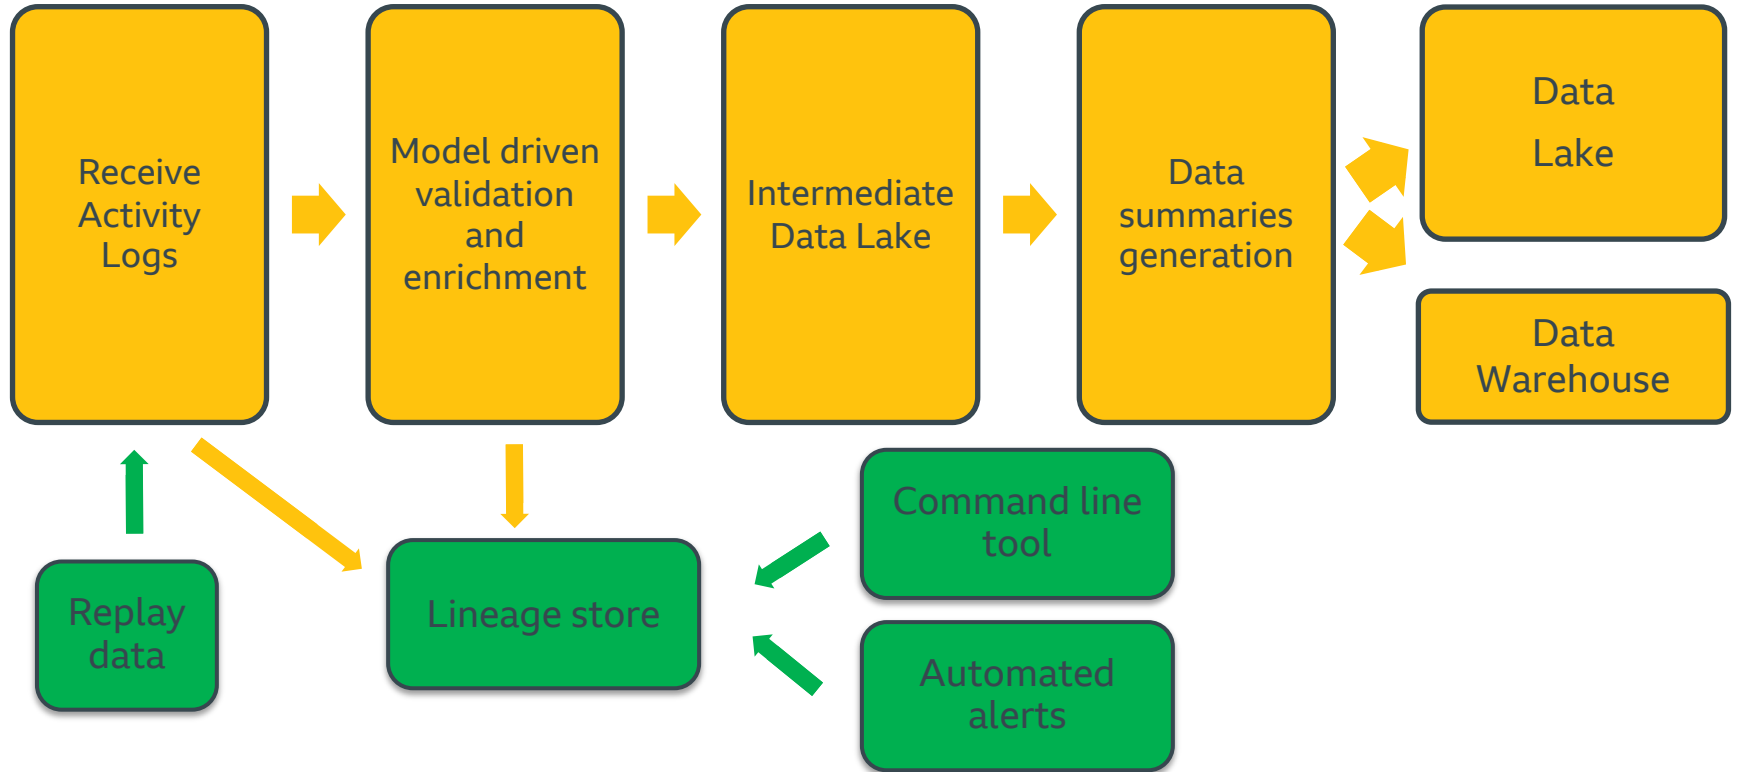 Receive
Activity
Logs
Model driven
validation
and
enrichment
Intermediate
Data Lake
Data
summaries
generation
Data
Lake
Data
Warehouse
Replay
data
Lineage store
Command line
tool
Automated
alerts